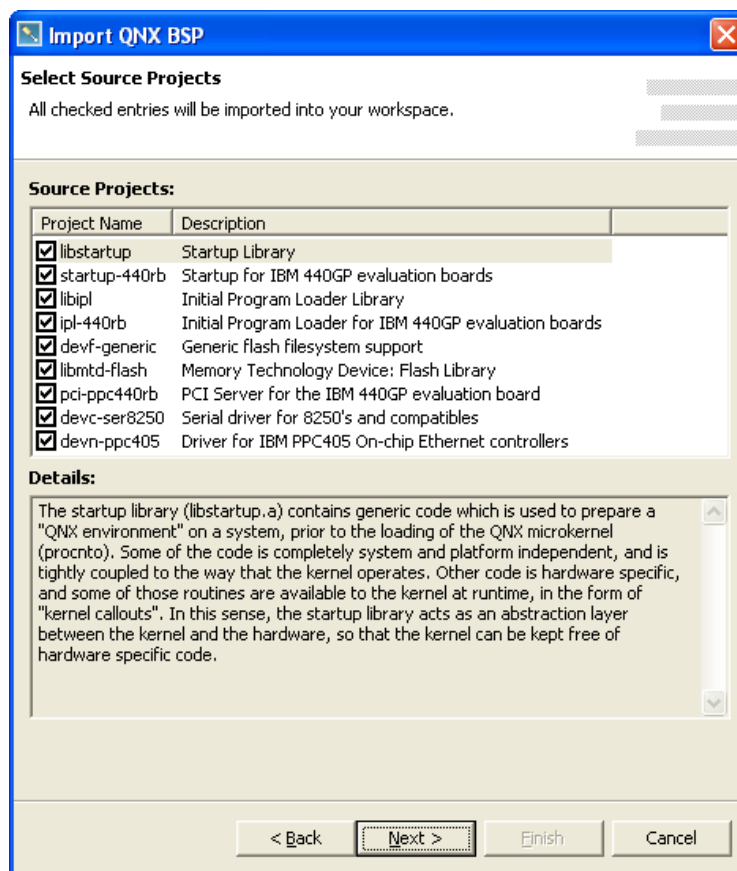 Import QNX BSP
Select Source Projects
All checked entries will be imported into your workspace.
Source Projects:
Project Name Description
libstartup Startup Library
startup-440rb Startup for IBM 440GP evaluation boards
libipl Initial Program Loader Library
ipl-440rb Initial Program Loader for IBM 440GP evaluation boards
devf-generic Generic flash filesystem support
libmtd-flash Memory Technology Device: Flash Library
pci-ppc440rb PCI Server for the IBM 440GP evaluation board
devc-ser8250 Serial driver for 8250's and compatibles
devn-ppc405 Driver for IBM PPC405 On-chip Ethernet controllers
Details:
The startup library (libstartup.a) contains generic code which is used to prepare a
"QNX environment" on a system, prior to the loading of the QNX microkernel
(procnto). Some of the code is completely system and platform independent, and is
tightly coupled to the way that the kernel operates. Other code is hardware specific,
and some of those routines are available to the kernel at runtime, in the form of
"kernel callouts". In this sense, the startup library acts as an abstraction layer
between the kernel and the hardware, so that the kernel can be kept free of
hardware specific code.
< Back Next > Finish Cancel